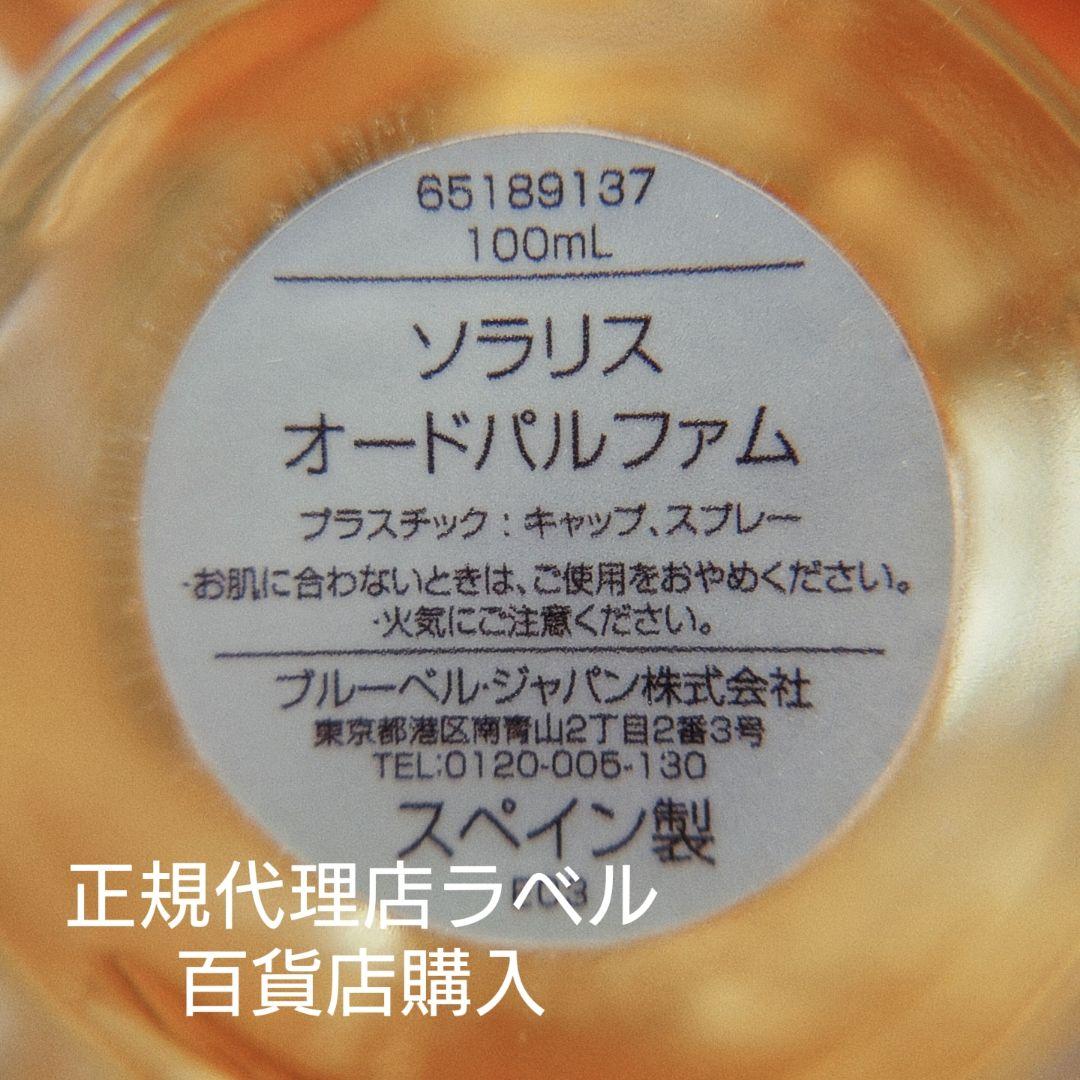 65189137
100mL
ソラリス
オードパルファム
プラスチック：キャップ、スプレー
･お肌に合わないときは、ご使用をおやめください。
･火気にご注意ください。
ブルーベル・ジャパン株式会社
東京都港区南青山2丁目2番3号
TEL:0120-005-130
スペイン製
正規代理店ラベル
百貨店購入